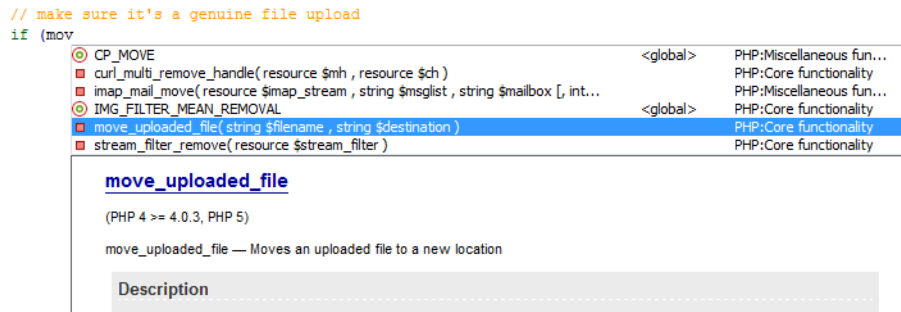 // make sure it's a genuine file upload
if (mov
CP_MOVE <global> PHP:Miscellaneous fun...
curl_multi_remove_handle( resource $mh , resource $ch ) PHP:Core functionality
imap_mail_move( resource $imap_stream , string $msglist , string $mailbox [, int... PHP:Miscellaneous fun...
IMG_FILTER_MEAN_REMOVAL <global> PHP:Core functionality
move_uploaded_file( string $filename , string $destination ) PHP:Core functionality
stream_filter_remove( resource $stream_filter ) PHP:Core functionality
move_uploaded_file
(PHP 4 >= 4.0.3, PHP 5)
move_uploaded_file — Moves an uploaded file to a new location
Description